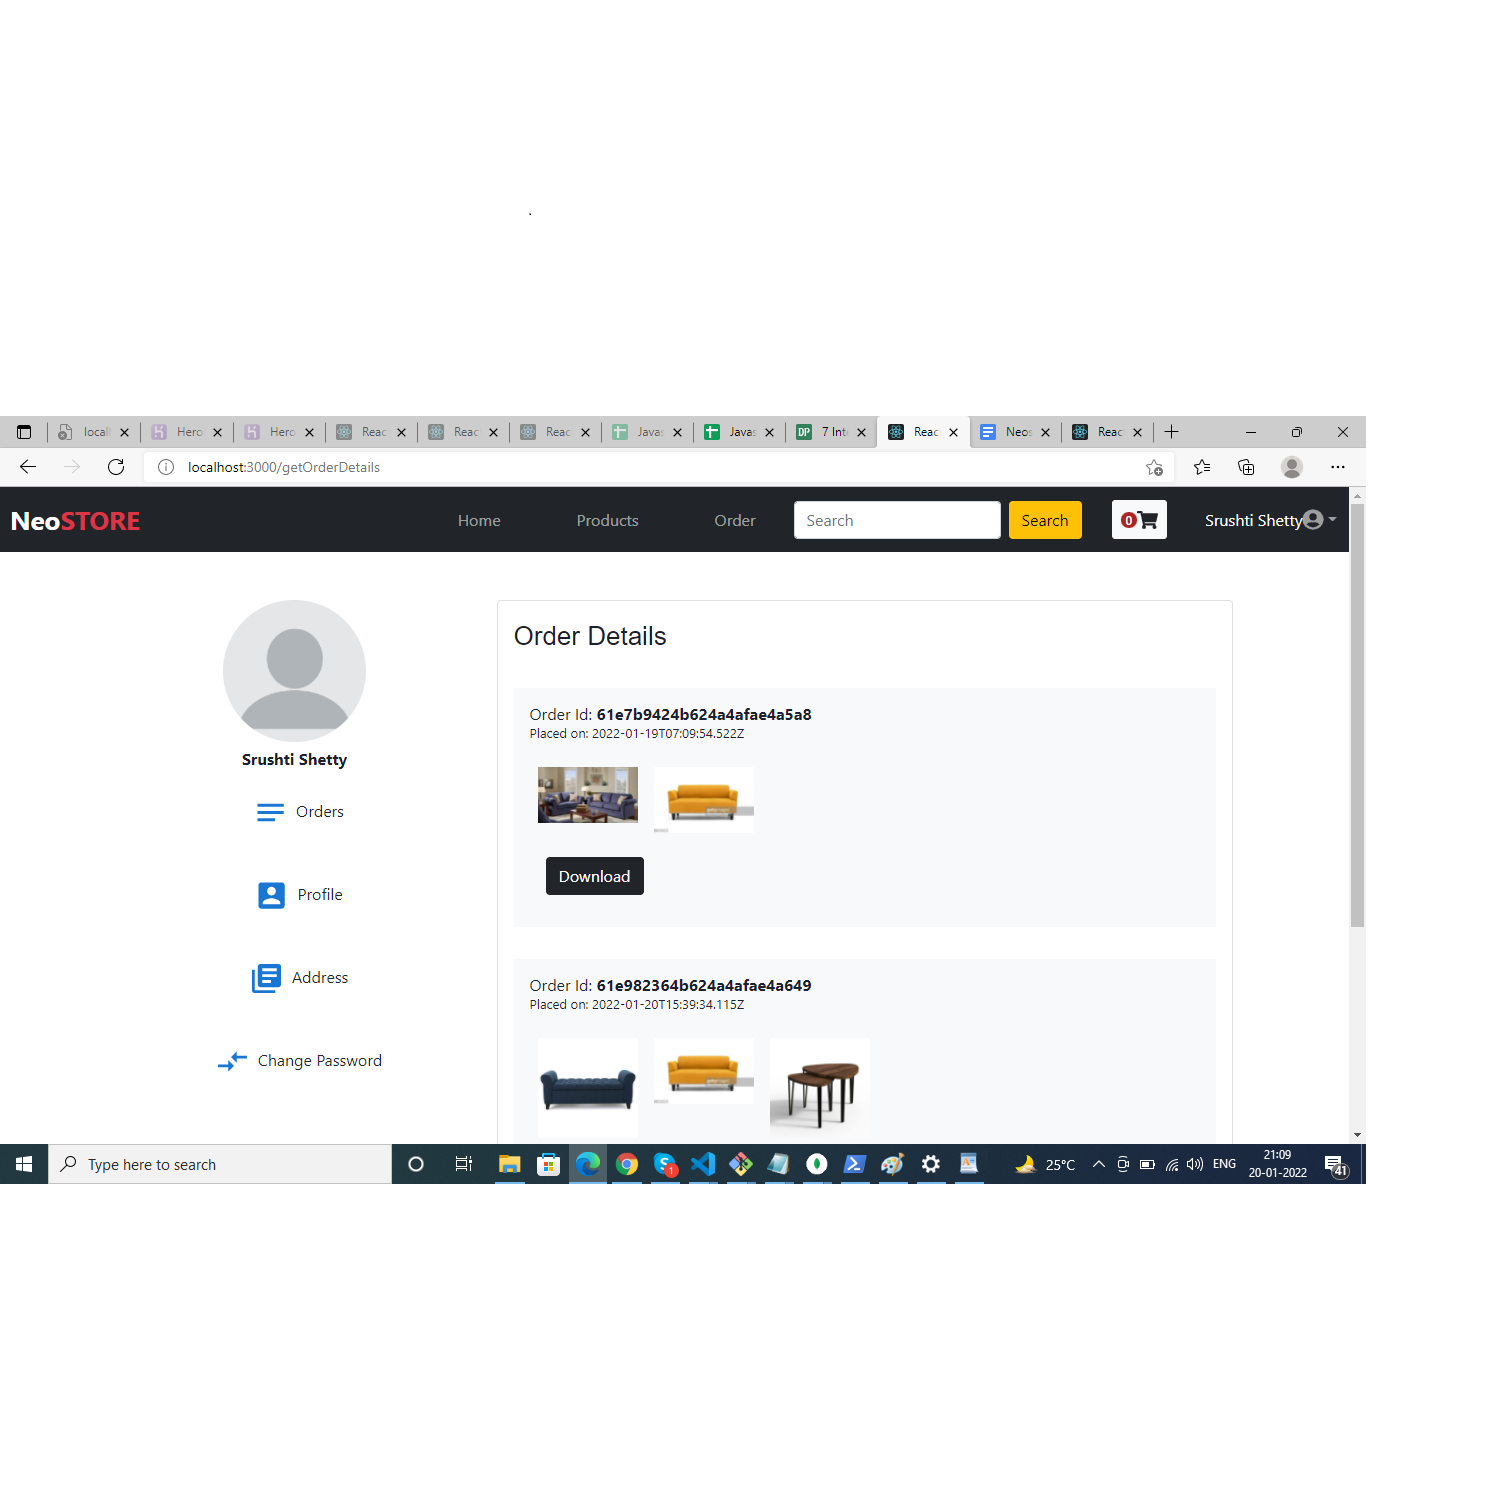 .
locall
Hero
Hero
Reac
Reac
Reac
Javas
Javas
DP
7 Int
Reac
Neos
Reac
localhost:3000/getOrderDetails
NeoSTORE
Home
Products
Order
Search
Search
0
Srushti Shetty
Srushti Shetty
Orders
Profile
Address
Change Password
Order Details
Order Id: 61e7b9424b624a4afae4a5a8
Placed on: 2022-01-19T07:09:54.522Z
Download
Order Id: 61e982364b624a4afae4a649
Placed on: 2022-01-20T15:39:34.115Z
Type here to search
1
25°C
ENG
21:09
20-01-2022
41